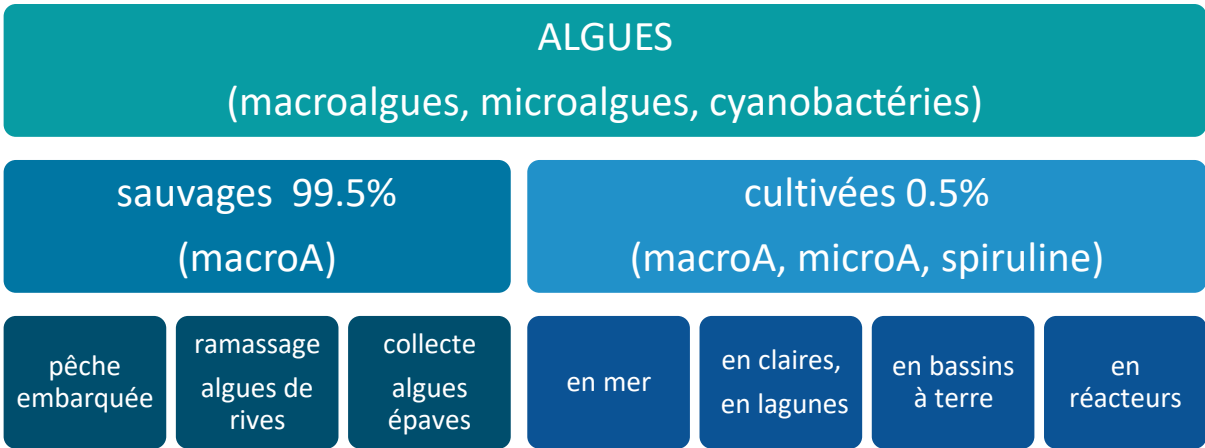 ALGUES
(macroalgues, microalgues, cyanobactéries)
sauvages 99.5%
(macroA)
cultivées 0.5%
(macroA, microA, spiruline)
pêche
embarquée
ramassage
algues de
rives
collecte
algues
épaves
en mer
en claires,
en lagunes
en bassins
à terre
en
réacteurs